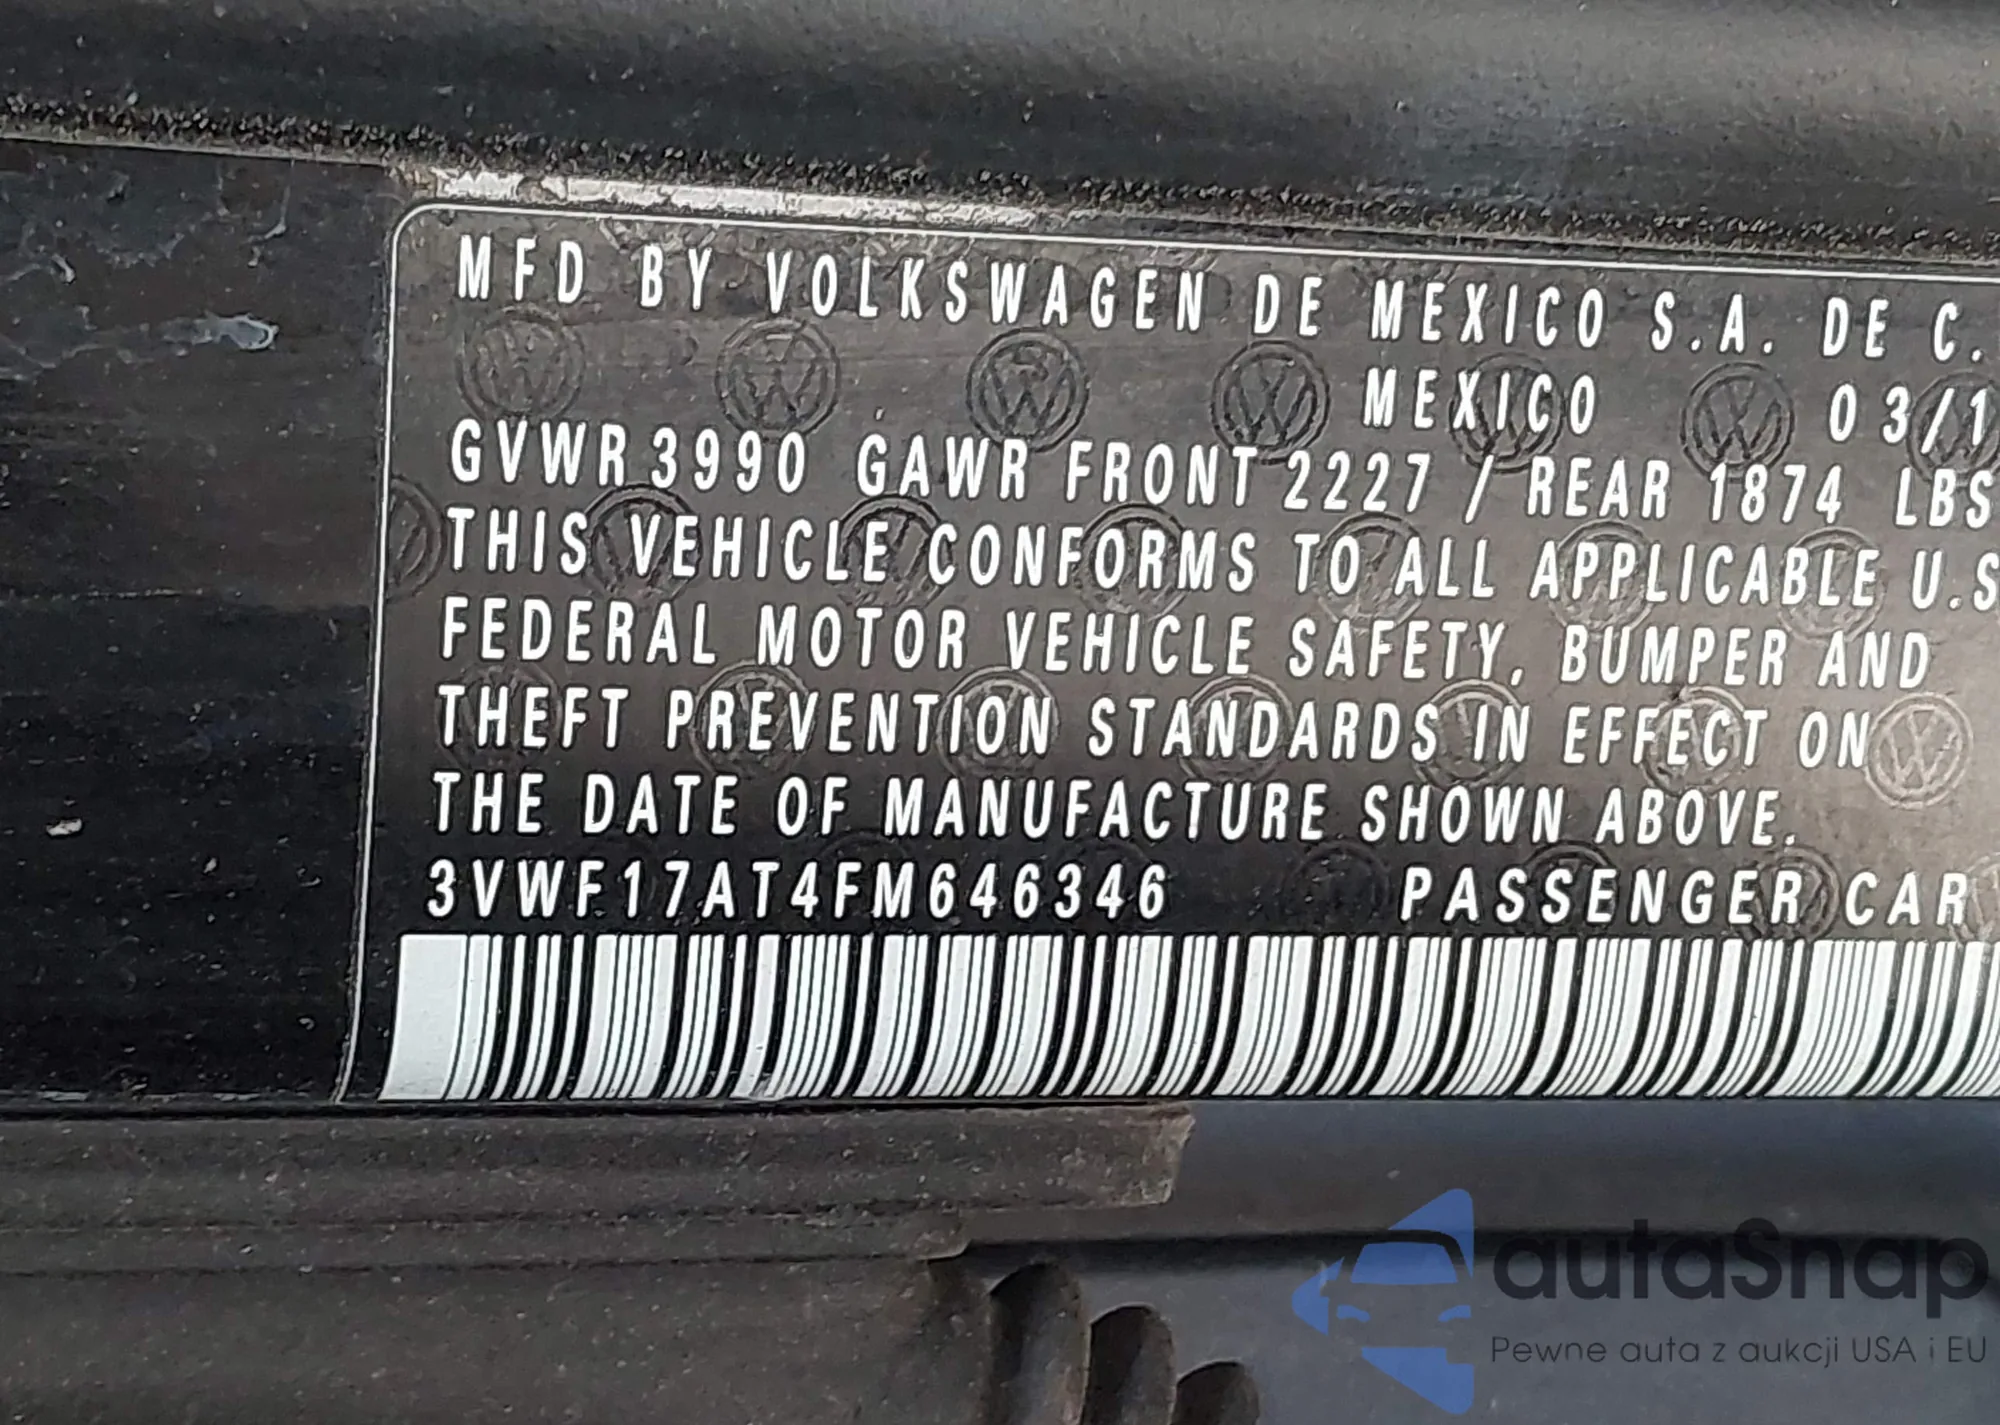 MFD BY VOLKSWAGEN DE MEXICO S.A. DE C.
MEXICO 03/1
GVWR 3990 GAWR FRONT 2227 / REAR 1874 LBS
THIS VEHICLE CONFORMS TO ALL APPLICABLE U.S
FEDERAL MOTOR VEHICLE SAFETY, BUMPER AND
THEFT PREVENTION STANDARDS IN EFFECT ON
THE DATE OF MANUFACTURE SHOWN ABOVE.
3VWF17AT4FM646346 PASSENGER CAR
autaSnap
Pewne auta z aukcji USA i EU